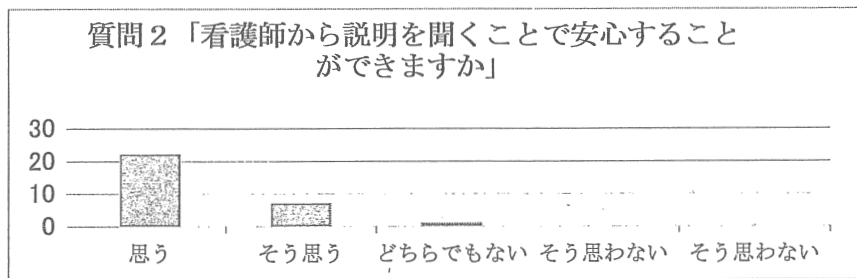 質問2「看護師から説明を聞くことで安心すること
ができますか」
30
20
10
0
思う そう思う どちらでもない そう思わない そう思わない